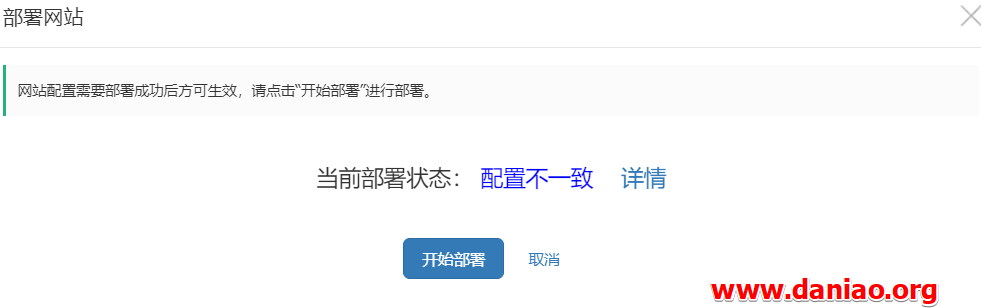 部署网站
网站配置需要部署成功后方可生效，请点击“开始部署”进行部署。
当前部署状态： 配置不一致 详情
开始部署 取消
www.daniao.org